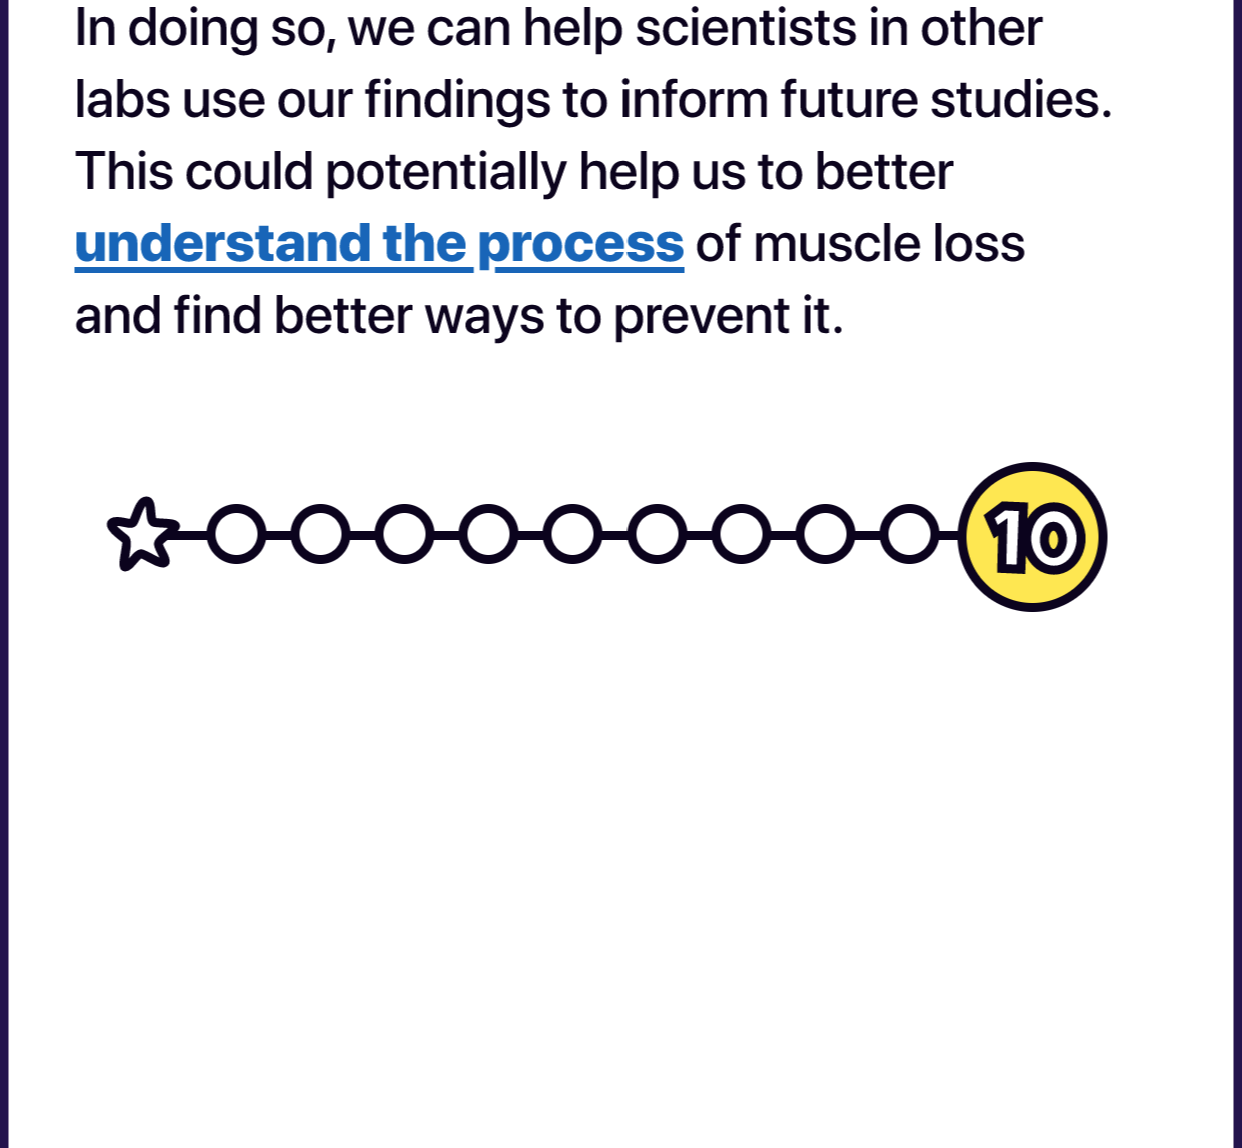 In doing so, we can help scientists in other
labs use our findings to inform future studies.
This could potentially help us to better
understand the process of muscle loss
and find better ways to prevent it.
10